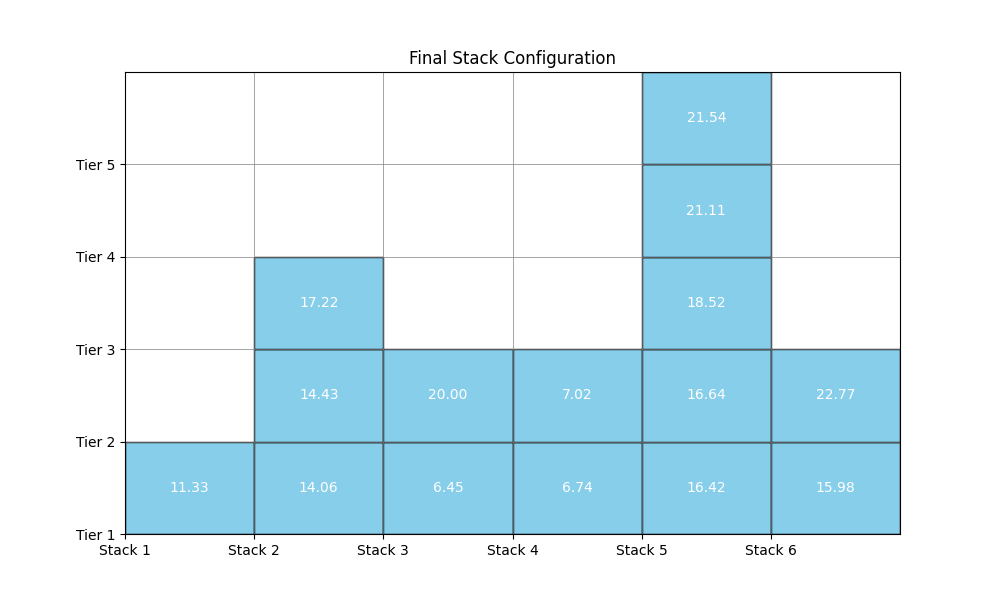 Final Stack Configuration
21.54
Tier 5
21.11
Tier 4
17.22
18.52
Tier 3
14.43
20.00
7.02
16.64
22.77
Tier 2
11.33
14.06
6.45
6.74
16.42
15.98
Tier 1
Stack 1
Stack 2
Stack 3
Stack 4
Stack 5
Stack 6